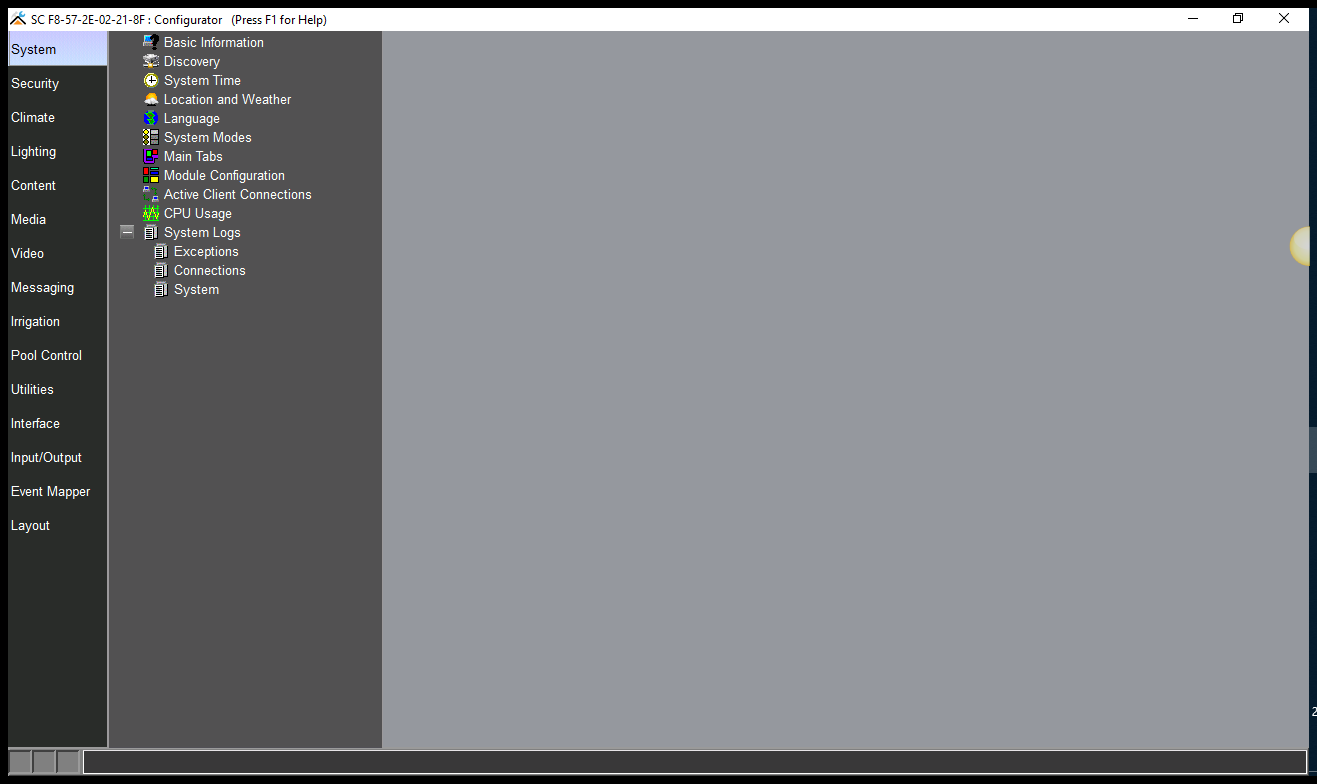 SC F8-57-2E-02-21-8F : Configurator   (Press F1 for Help)
System
Security
Climate
Lighting
Content
Media
Video
Messaging
Irrigation
Pool Control
Utilities
Interface
Input/Output
Event Mapper
Layout
Basic Information
Discovery
System Time
Location and Weather
Language
System Modes
Main Tabs
Module Configuration
Active Client Connections
CPU Usage
System Logs
Exceptions
Connections
System
2